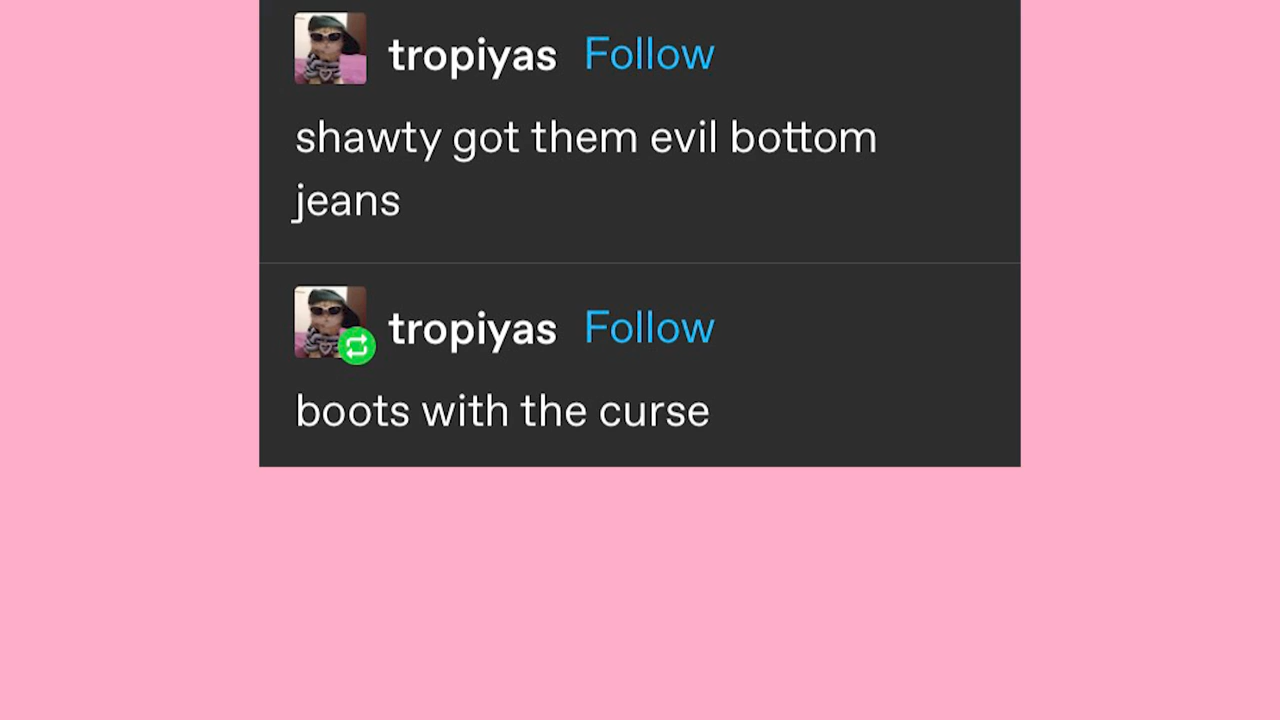 tropiyas Follow
shawty got them evil bottom
jeans
tropiyas Follow
boots with the curse